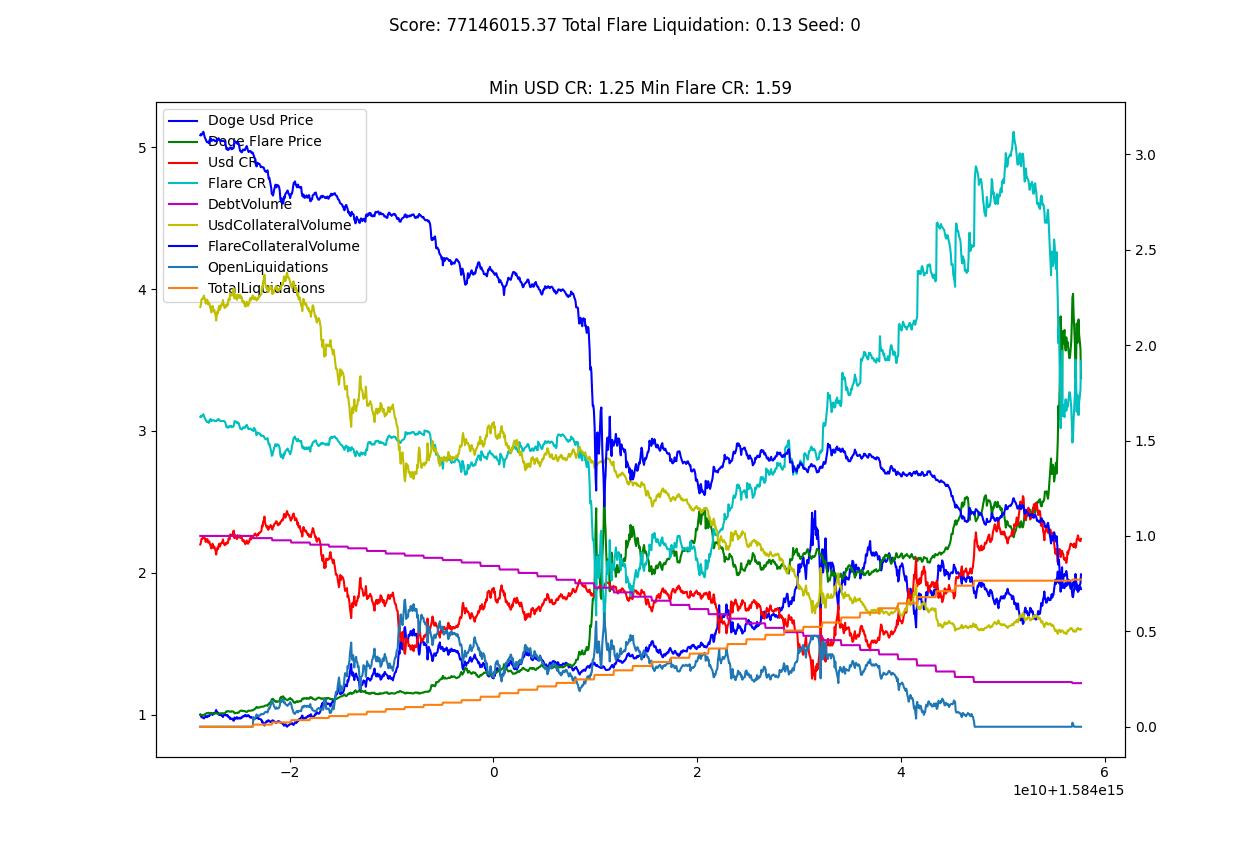 Score: 77146015.37 Total Flare Liquidation: 0.13 Seed: 0
Min USD CR: 1.25 Min Flare CR: 1.59
Doge Usd Price
Doge Flare Price
Usd CR
Flare CR
DebtVolume
UsdCollateralVolume
FlareCollateralVolume
OpenLiquidations
TotalLiquidations
5
4
3
2
1
3.0
2.5
2.0
1.5
1.0
0.5
0.0
−2 0 2 4 6
1e10+1.584e15